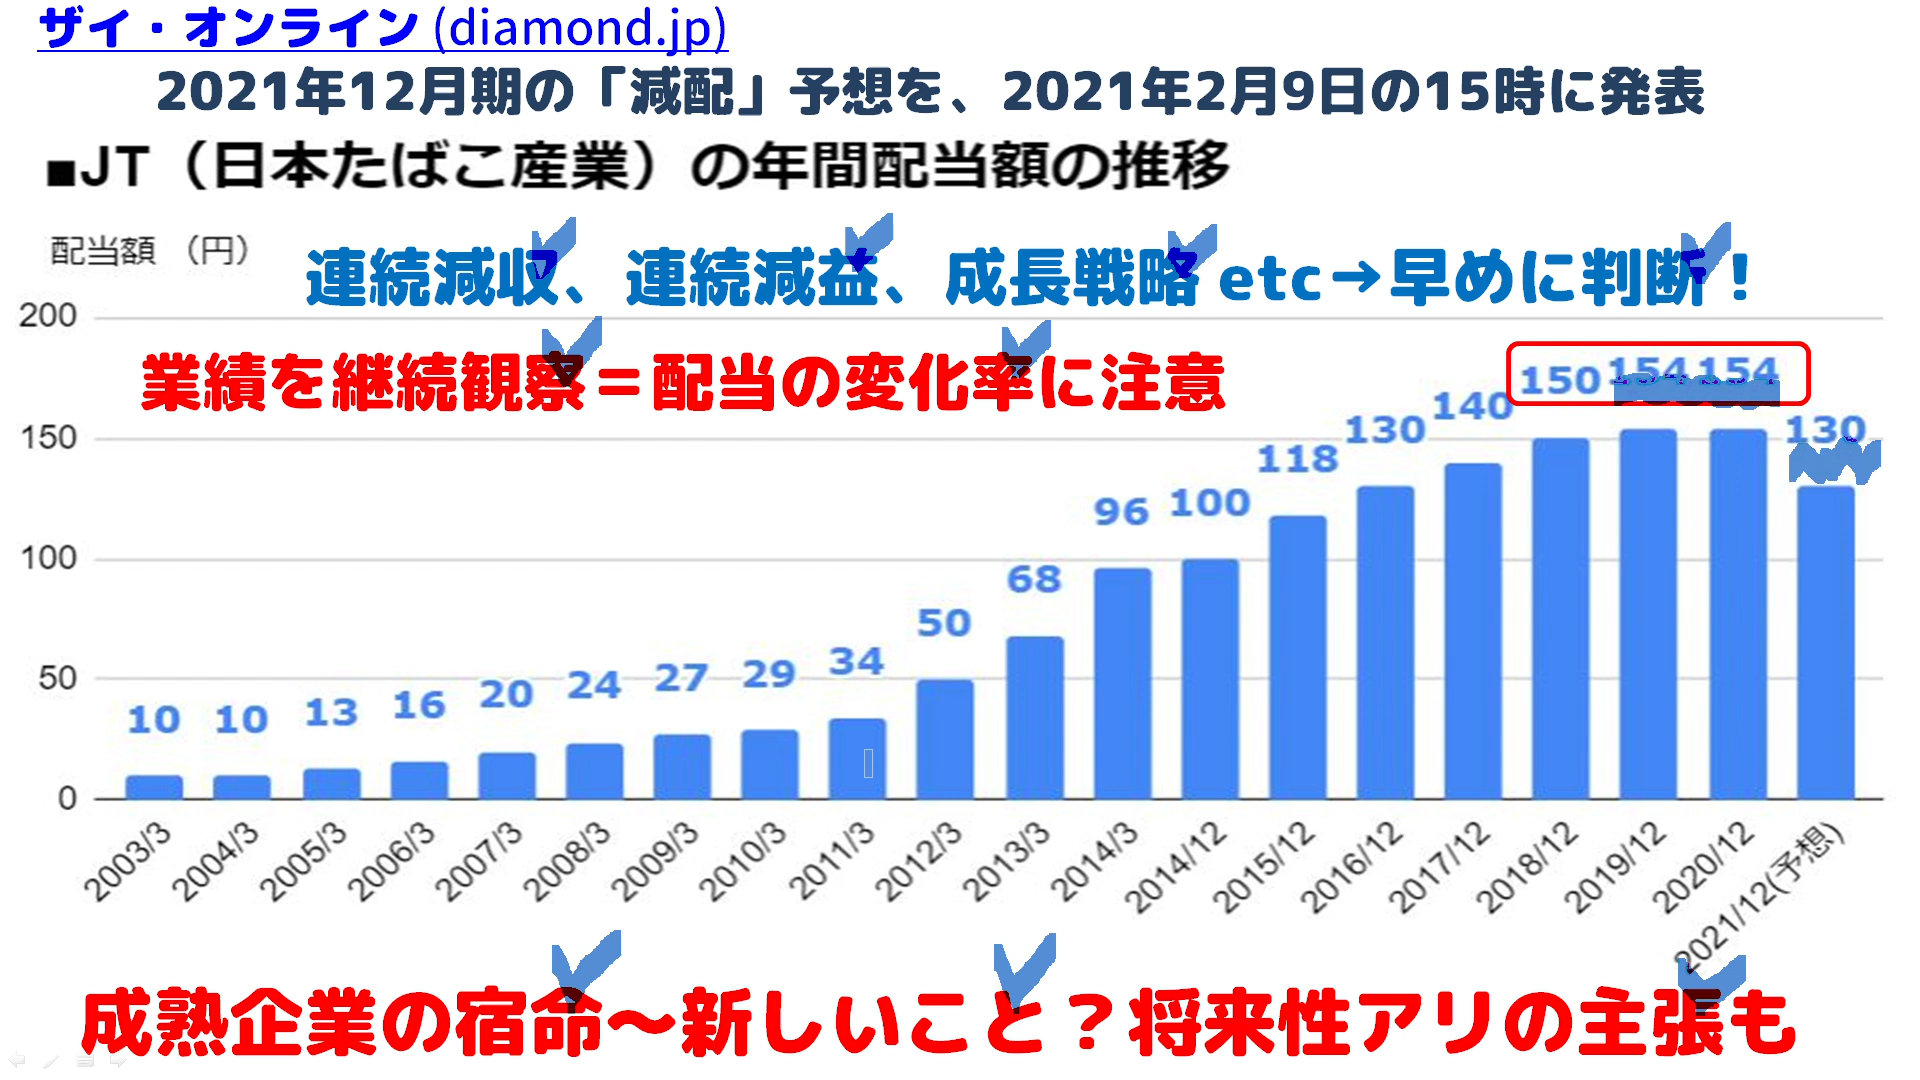 ザイ・オンライン (diamond.jp)
2021年12月期の「減配」予想を、2021年2月9日の15時に発表
■JT（日本たばこ産業）の年間配当額の推移
配当額 （円）
連続減収、連続減益、成長戦略 etc→早めに判断！
業績を継続観察＝配当の変化率に注意
200
150
100
50
0
10 10 13 16 20 24 27 29 34 50 68 96 100 118 130 140 150 154 154 130
2003/3 2004/3 2005/3 2006/3 2007/3 2008/3 2009/3 2010/3 2011/3 2012/3 2013/3 2014/3 2014/12 2015/12 2016/12 2017/12 2018/12 2019/12 2020/12 2021/12(予想)
成熟企業の宿命～新しいこと？将来性アリの主張も